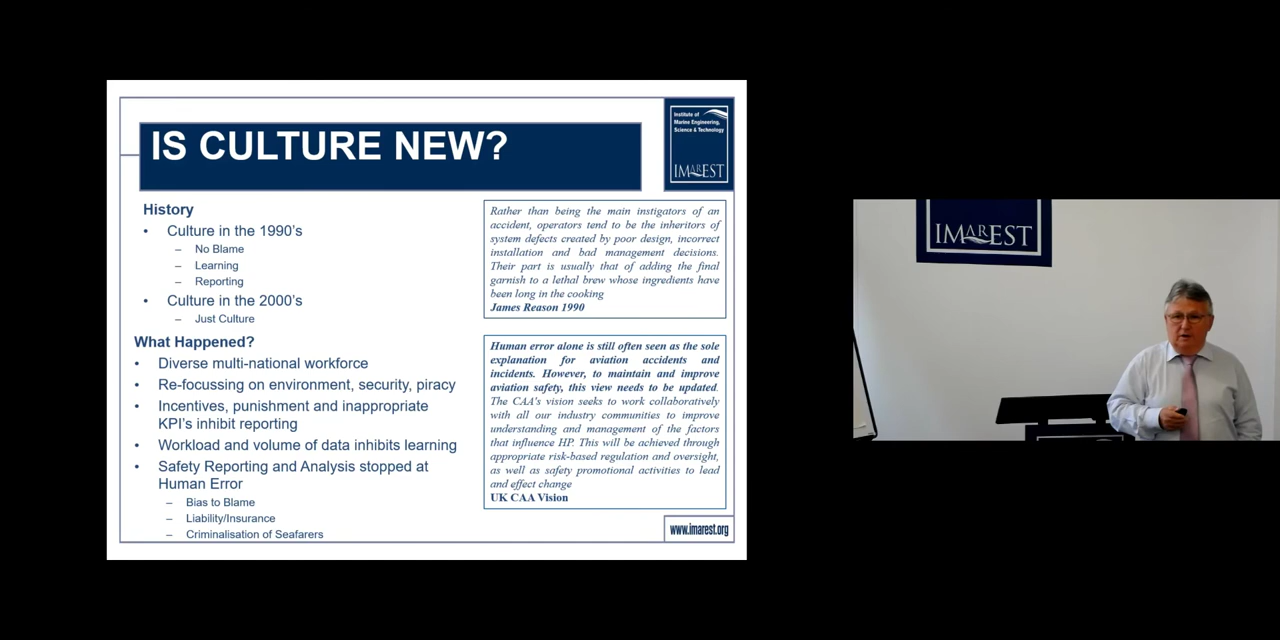 IS CULTURE NEW?
Institute of
Marine Engineering,
Science & Technology
IMAREST
History
• Culture in the 1990's
– No Blame
– Learning
– Reporting
• Culture in the 2000's
– Just Culture
What Happened?
• Diverse multi-national workforce
• Re-focussing on environment, security, piracy
• Incentives, punishment and inappropriate
KPI's inhibit reporting
• Workload and volume of data inhibits learning
• Safety Reporting and Analysis stopped at
Human Error
– Bias to Blame
– Liability/Insurance
– Criminalisation of Seafarers
Rather than being the main instigators of an
accident, operators tend to be the inheritors of
system defects created by poor design, incorrect
installation and bad management decisions.
Their part is usually that of adding the final
garnish to a lethal brew whose ingredients have
been long in the cooking
James Reason 1990
Human error alone is still often seen as the sole
explanation for aviation accidents and
incidents. However, to maintain and improve
aviation safety, this view needs to be updated.
The CAA's vision seeks to work collaboratively
with all our industry communities to improve
understanding and management of the factors
that influence HP. This will be achieved through
appropriate risk-based regulation and oversight,
as well as safety promotional activities to lead
and effect change
UK CAA Vision
www.imarest.org
IMAREST